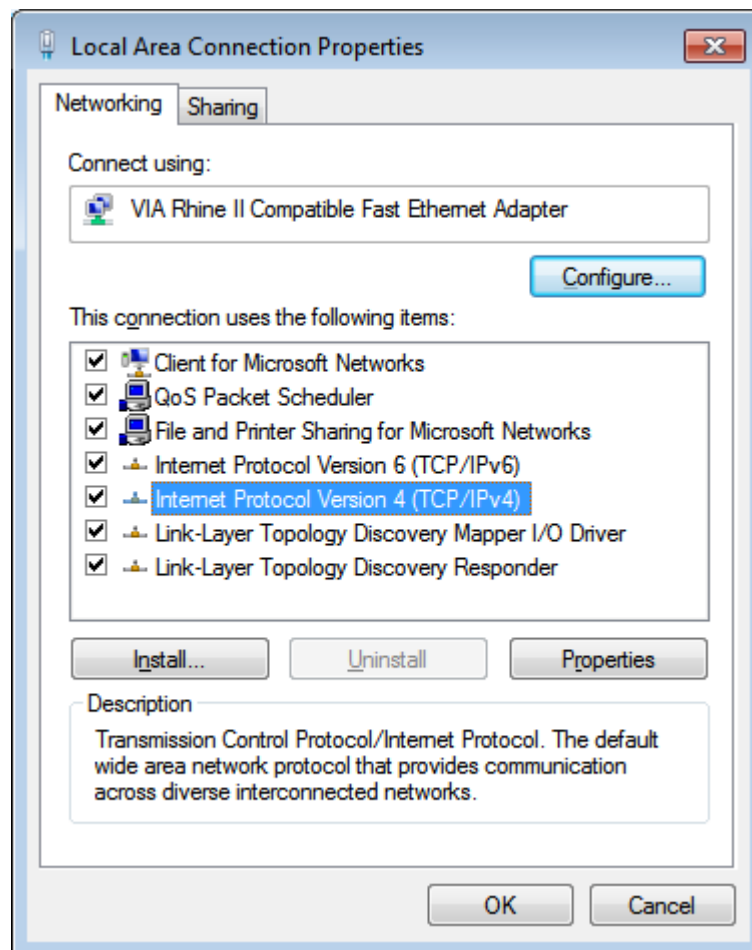 Local Area Connection Properties
Networking
Sharing
Connect using:
VIA Rhine II Compatible Fast Ethernet Adapter
Configure...
This connection uses the following items:
Client for Microsoft Networks
QoS Packet Scheduler
File and Printer Sharing for Microsoft Networks
Internet Protocol Version 6 (TCP/IPv6)
Internet Protocol Version 4 (TCP/IPv4)
Link-Layer Topology Discovery Mapper I/O Driver
Link-Layer Topology Discovery Responder
Install...
Uninstall
Properties
Description
Transmission Control Protocol/Internet Protocol. The default
wide area network protocol that provides communication
across diverse interconnected networks.
OK
Cancel